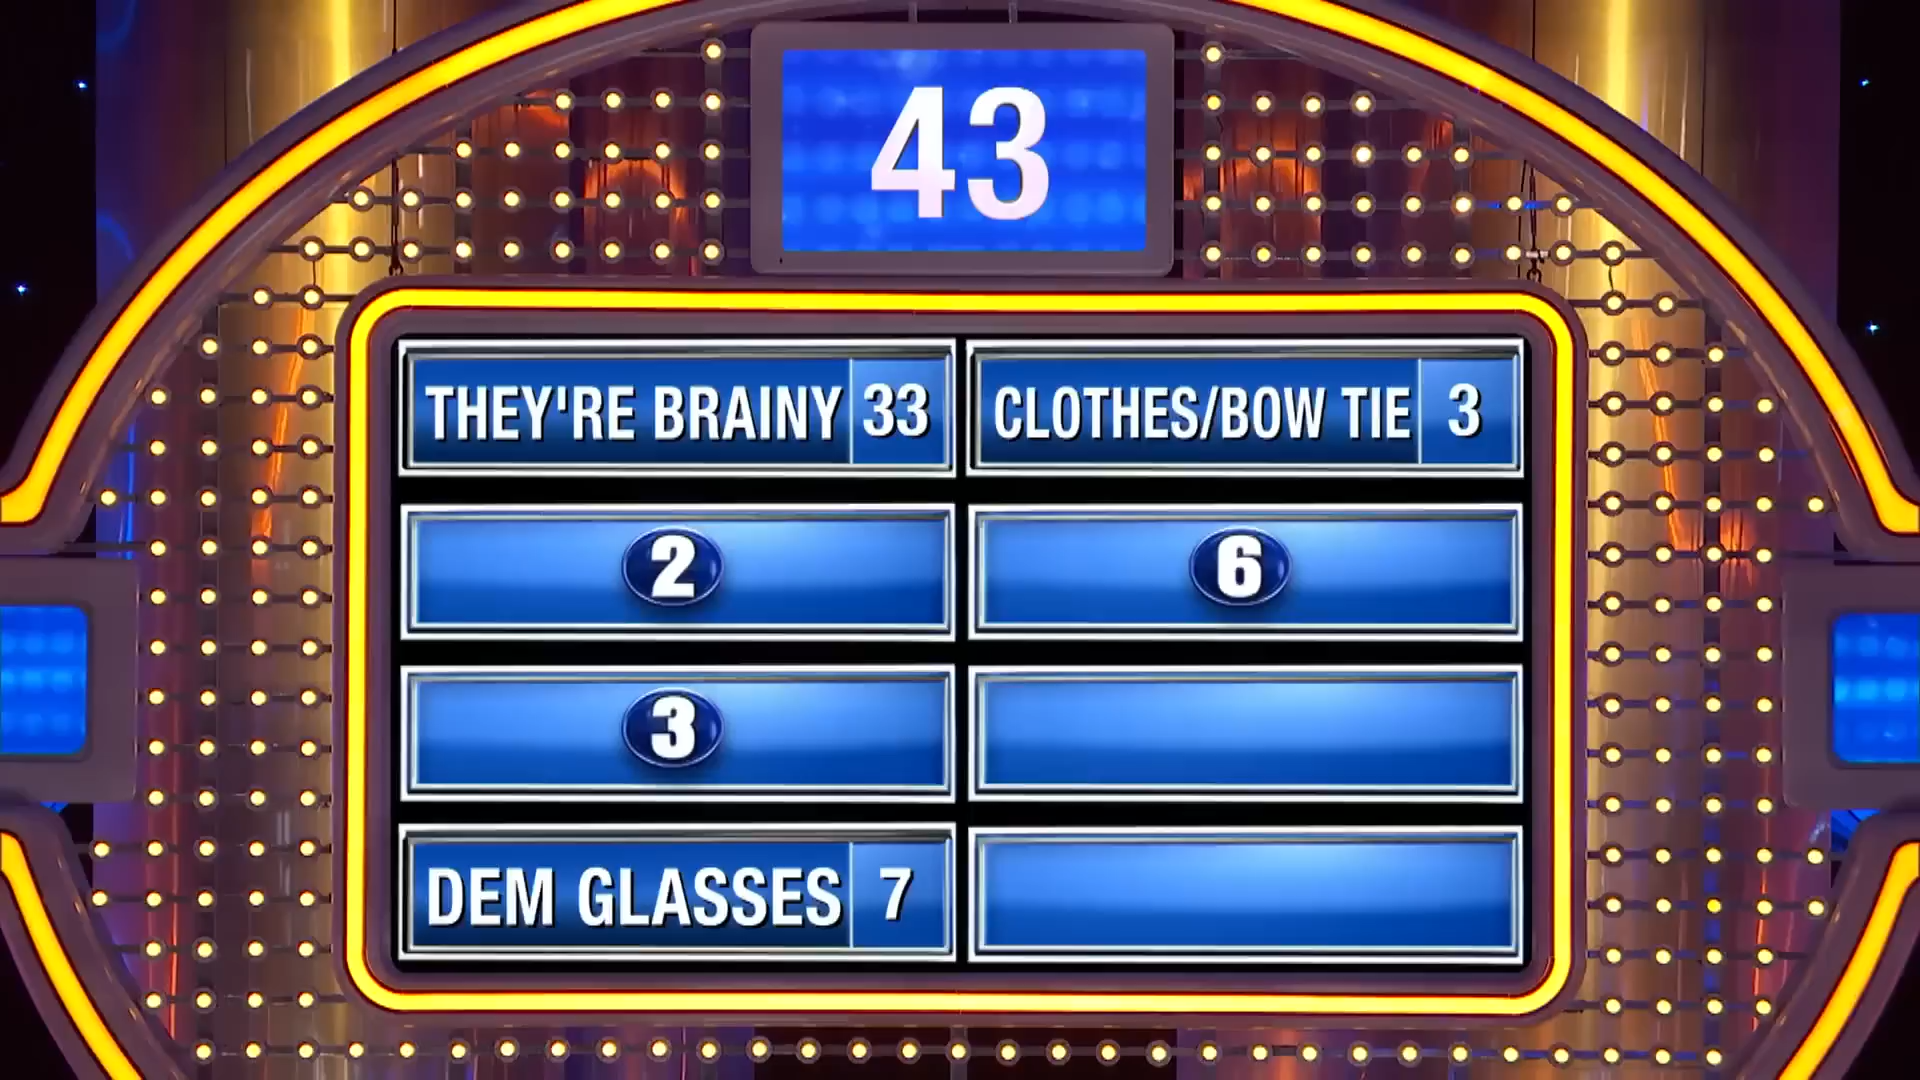 43
THEY'RE BRAINY 33
CLOTHES/BOW TIE 3
2
6
3
DEM GLASSES 7